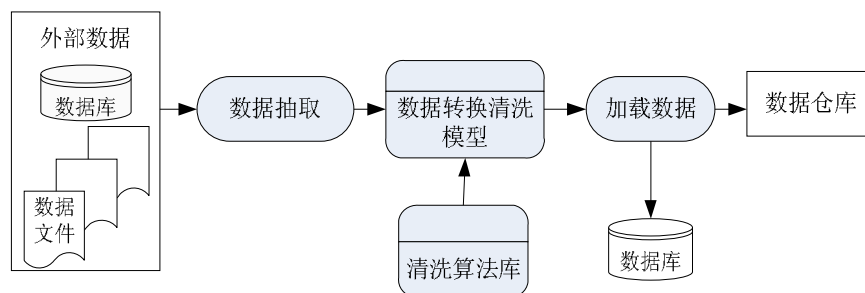 外部数据
数据库
数据
文件
数据抽取
数据转换清洗
模型
清洗算法库
加载数据
数据仓库
数据库